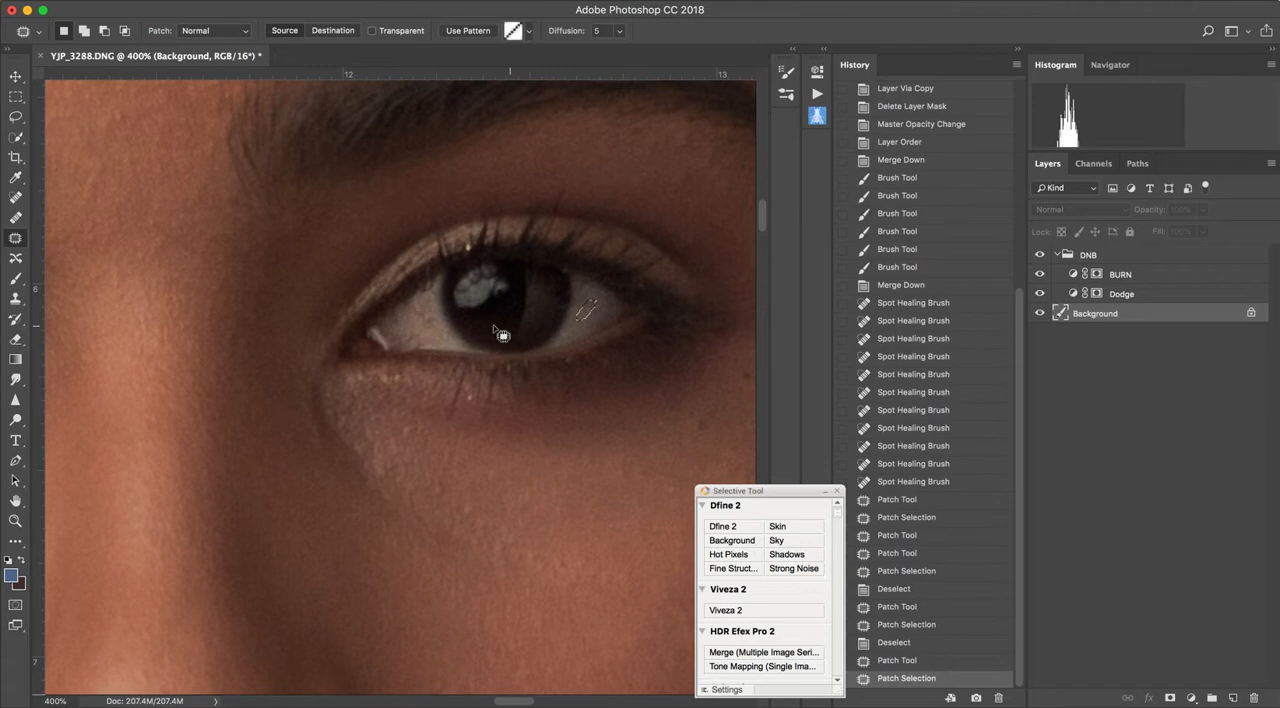 Adobe Photoshop CC 2018
Patch: Normal Source Destination Transparent Use Pattern Diffusion: 5
YJP_3288.DNG @ 400% (Background, RGB/16*) *
12 13
6
7
History
Layer Via Copy
Delete Layer Mask
Master Opacity Change
Layer Order
Merge Down
Brush Tool
Brush Tool
Brush Tool
Brush Tool
Brush Tool
Brush Tool
Merge Down
Spot Healing Brush
Spot Healing Brush
Spot Healing Brush
Spot Healing Brush
Spot Healing Brush
Spot Healing Brush
Spot Healing Brush
Spot Healing Brush
Spot Healing Brush
Spot Healing Brush
Spot Healing Brush
Patch Tool
Patch Selection
Patch Tool
Patch Tool
Patch Selection
Deselect
Patch Tool
Patch Selection
Deselect
Patch Tool
Patch Selection
Histogram Navigator
Layers Channels Paths
Kind
Normal Opacity: 100%
Lock: Fill: 100%
DNB
BURN
Dodge
Background
Selective Tool
Dfine 2
Dfine 2 Skin
Background Sky
Hot Pixels Shadows
Fine Struct... Strong Noise
Viveza 2
Viveza 2
HDR Efex Pro 2
Merge (Multiple Image Seri...
Tone Mapping (Single Ima...
Settings
400% Doc: 207.4M/207.4M